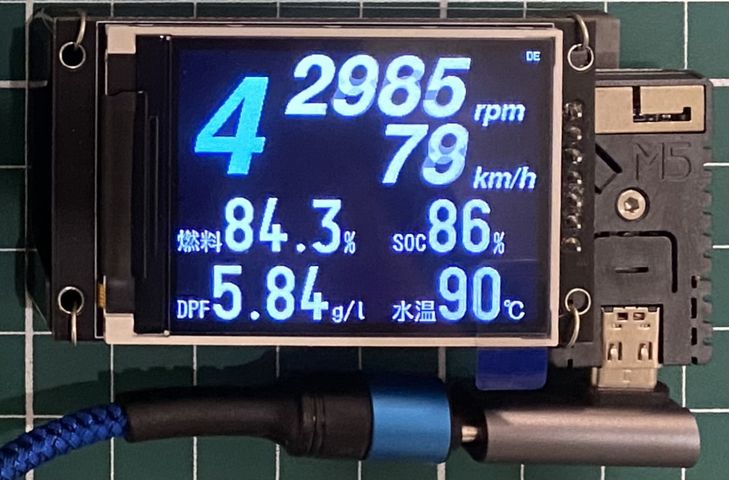 DE
4
2985 rpm
79 km/h
燃料84.3% SOC86%
DPF5.84g/l 水温90℃
M5